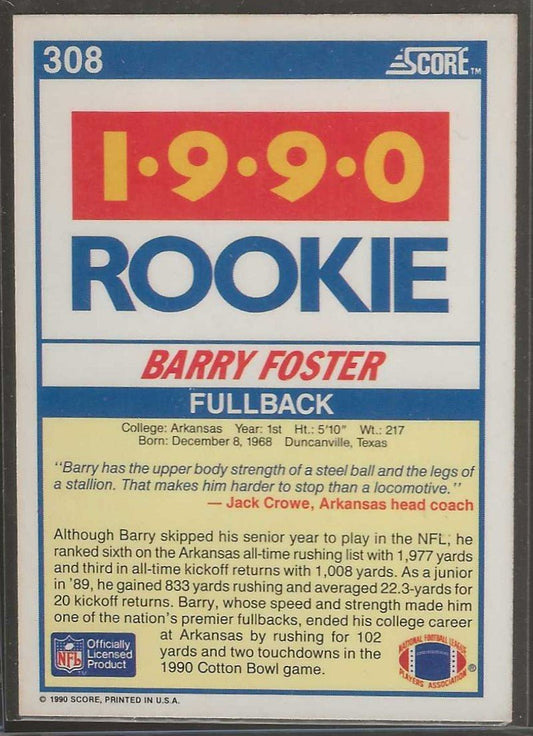 308
SCORE™
1·9·9·0
ROOKIE
BARRY FOSTER
FULLBACK
College: Arkansas Year: 1st Ht.: 5'10" Wt.: 217
Born: December 8, 1968 Duncanville, Texas
"Barry has the upper body strength of a steel ball and the legs of
a stallion. That makes him harder to stop than a locomotive."
— Jack Crowe, Arkansas head coach
Although Barry skipped his senior year to play in the NFL, he
ranked sixth on the Arkansas all-time rushing list with 1,977 yards
and third in all-time kickoff returns with 1,008 yards. As a junior
in '89, he gained 833 yards rushing and averaged 22.3-yards for
20 kickoff returns. Barry, whose speed and strength made him
one of the nation's premier fullbacks, ended his college career
at Arkansas by rushing for 102
yards and two touchdowns in the
1990 Cotton Bowl game.
NFL
TM
Officially
Licensed
Product
NATIONAL FOOTBALL LEAGUE
PLAYERS ASSOCIATION
®
© 1990 SCORE, PRINTED IN U.S.A.